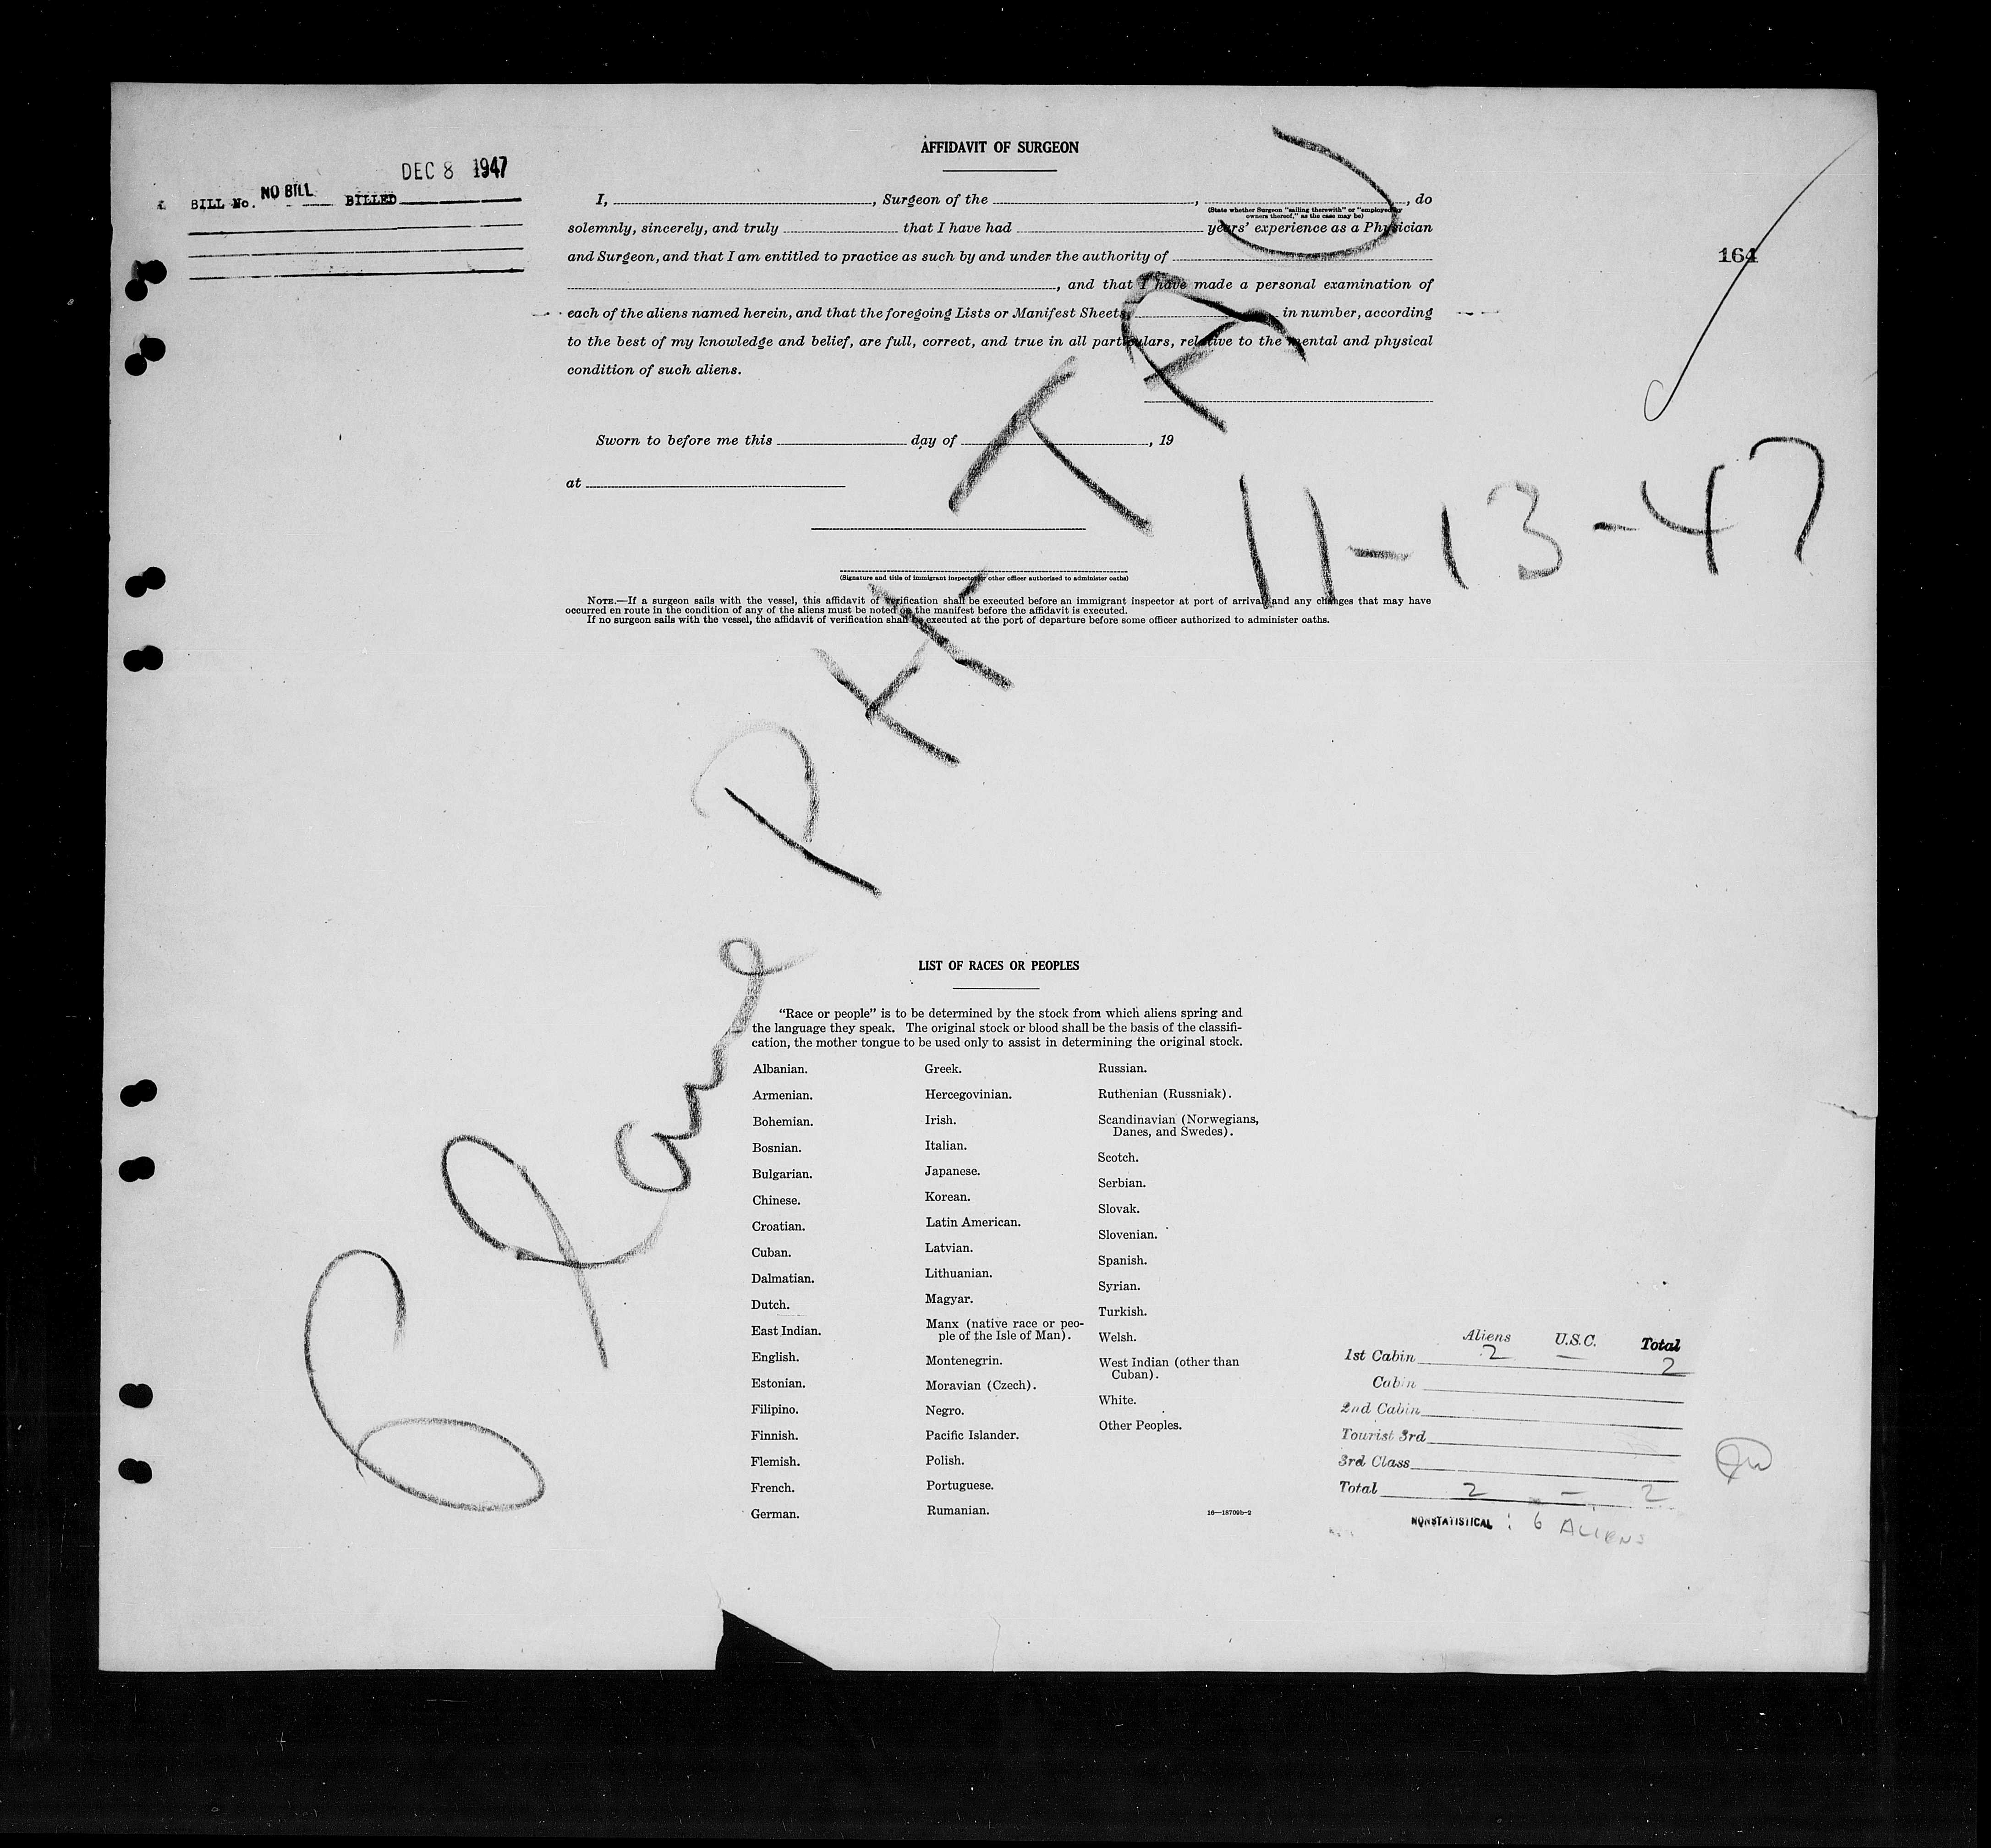 DEC 8 1947
BILL No. NO BILL BILLED
AFFIDAVIT OF SURGEON
I, , Surgeon of the , , do
(State whether Surgeon "sailing therewith" or "employed by
owners thereof," as the case may be)
solemnly, sincerely, and truly that I have had years' experience as a Physician
and Surgeon, and that I am entitled to practice as such by and under the authority of
, and that I have made a personal examination of
each of the aliens named herein, and that the foregoing Lists or Manifest Sheets, in number, according
to the best of my knowledge and belief, are full, correct, and true in all particulars, relative to the mental and physical
condition of such aliens.
164
Sworn to before me this day of , 19
at
11-13-47
(Signature and title of immigrant inspector or other officer authorized to administer oaths)
NOTE.—If a surgeon sails with the vessel, this affidavit of verification shall be executed before an immigrant inspector at port of arrival and any changes that may have
occurred en route in the condition of any of the aliens must be noted on the manifest before the affidavit is executed.
If no surgeon sails with the vessel, the affidavit of verification shall be executed at the port of departure before some officer authorized to administer oaths.
PH-TAU
LIST OF RACES OR PEOPLES
"Race or people" is to be determined by the stock from which aliens spring and
the language they speak. The original stock or blood shall be the basis of the classifi-
cation, the mother tongue to be used only to assist in determining the original stock.
Albanian.
Armenian.
Bohemian.
Bosnian.
Bulgarian.
Chinese.
Croatian.
Cuban.
Dalmatian.
Dutch.
East Indian.
English.
Estonian.
Filipino.
Finnish.
Flemish.
French.
German.
Greek.
Hercegovinian.
Irish.
Italian.
Japanese.
Korean.
Latin American.
Latvian.
Lithuanian.
Magyar.
Manx (native race or peo-
ple of the Isle of Man).
Montenegrin.
Moravian (Czech).
Negro.
Pacific Islander.
Polish.
Portuguese.
Rumanian.
Russian.
Ruthenian (Russniak).
Scandinavian (Norwegians,
Danes, and Swedes).
Scotch.
Serbian.
Slovak.
Slovenian.
Spanish.
Syrian.
Turkish.
Welsh.
West Indian (other than
Cuban).
White.
Other Peoples.
16—18709b-2
Aliens U.S.C. Total
1st Cabin 2 — 2
Cabin
2nd Cabin
Tourist 3rd
3rd Class
Total 2 — 2
NONSTATISTICAL : 6 ALIENS